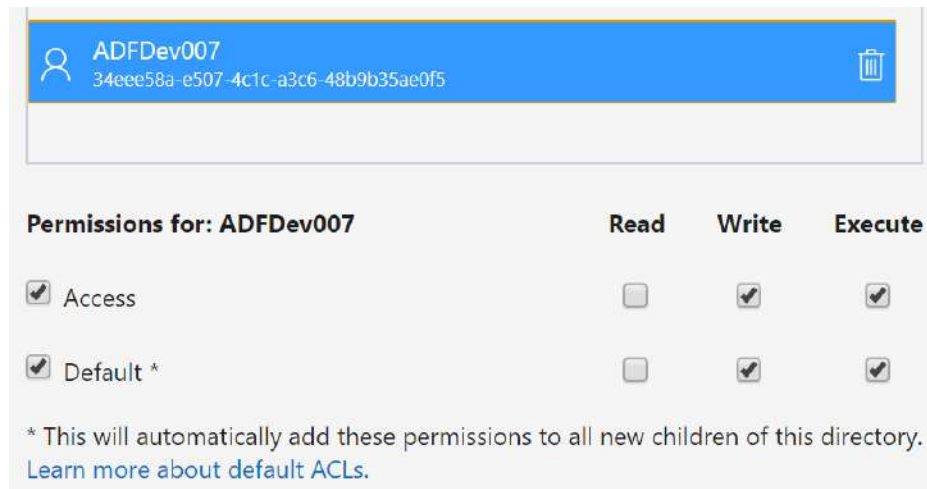 ADFDev007
34eee58a-e507-4c1c-a3c6-48b9b35ae0f5
Permissions for: ADFDev007 Read Write Execute
Access
Default *
* This will automatically add these permissions to all new children of this directory.
Learn more about default ACLs.